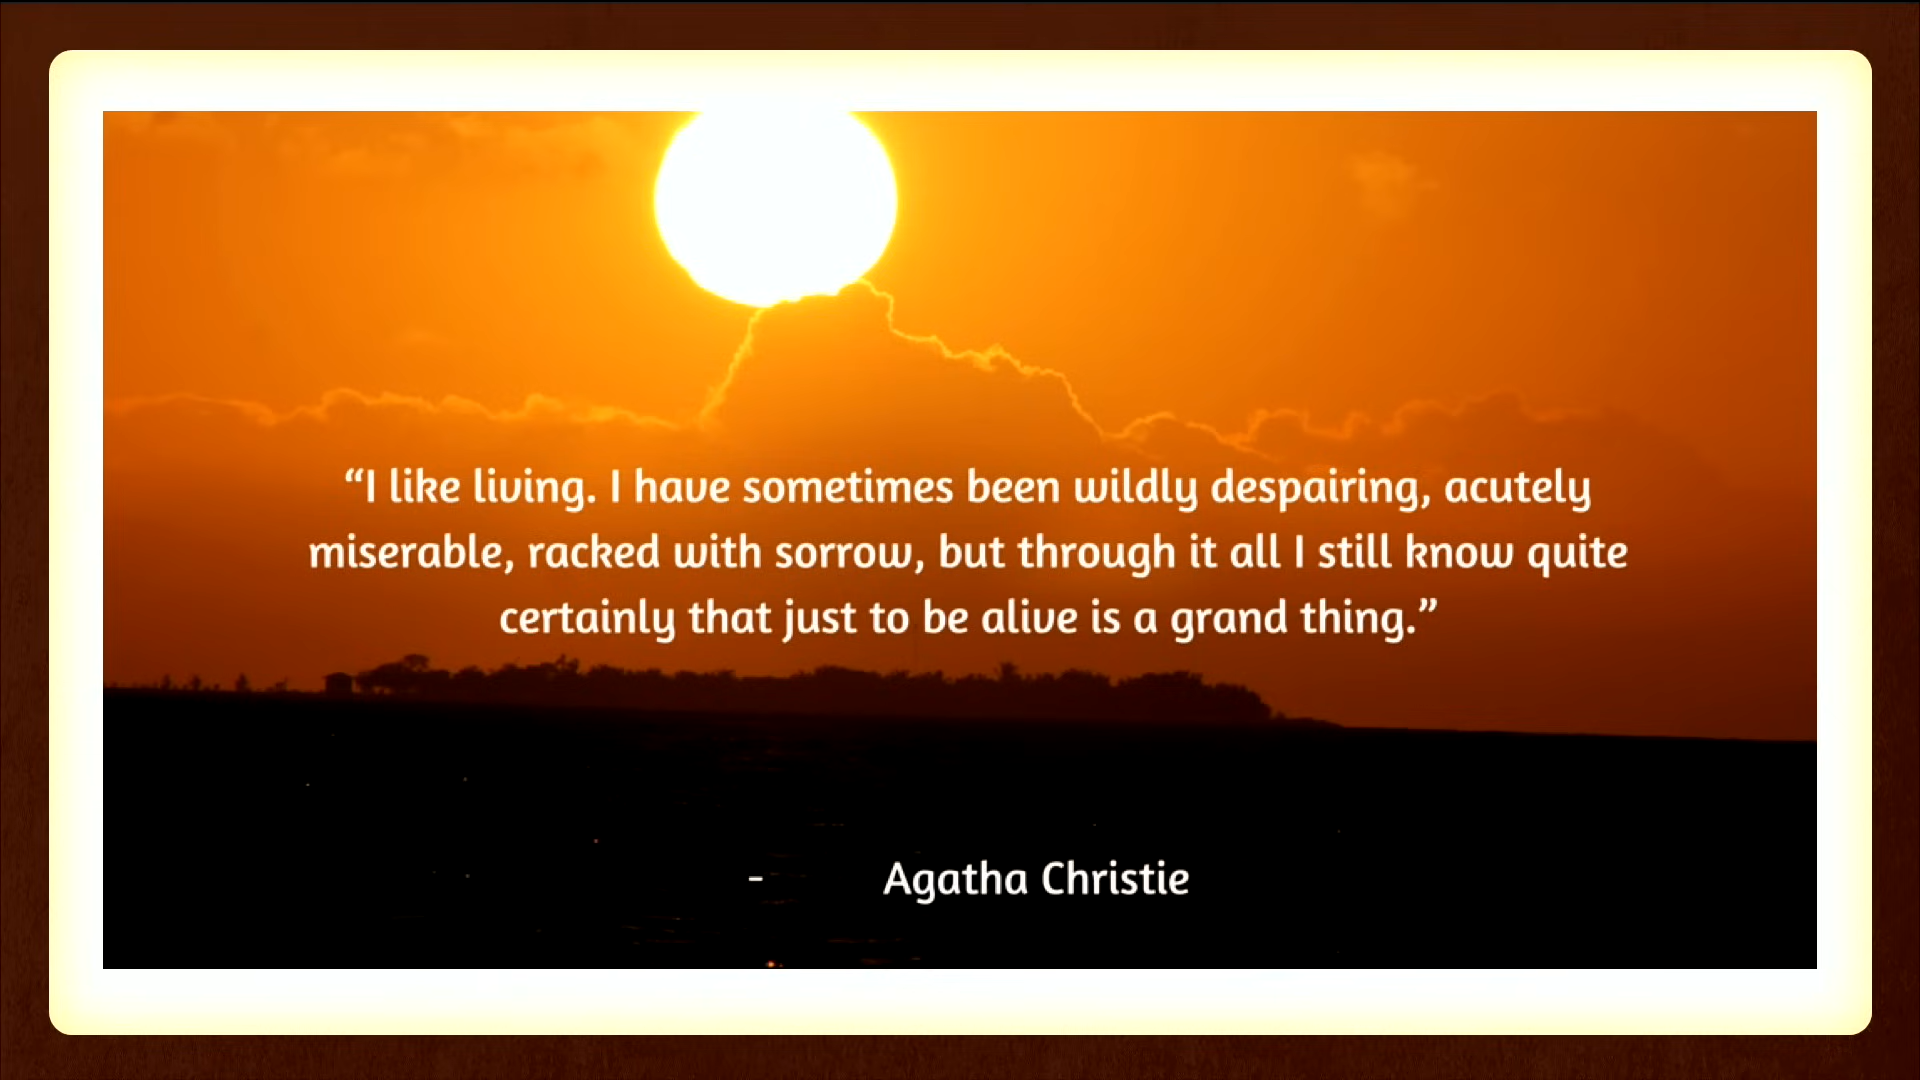 “I like living. I have sometimes been wildly despairing, acutely
miserable, racked with sorrow, but through it all I still know quite
certainly that just to be alive is a grand thing.”
- Agatha Christie